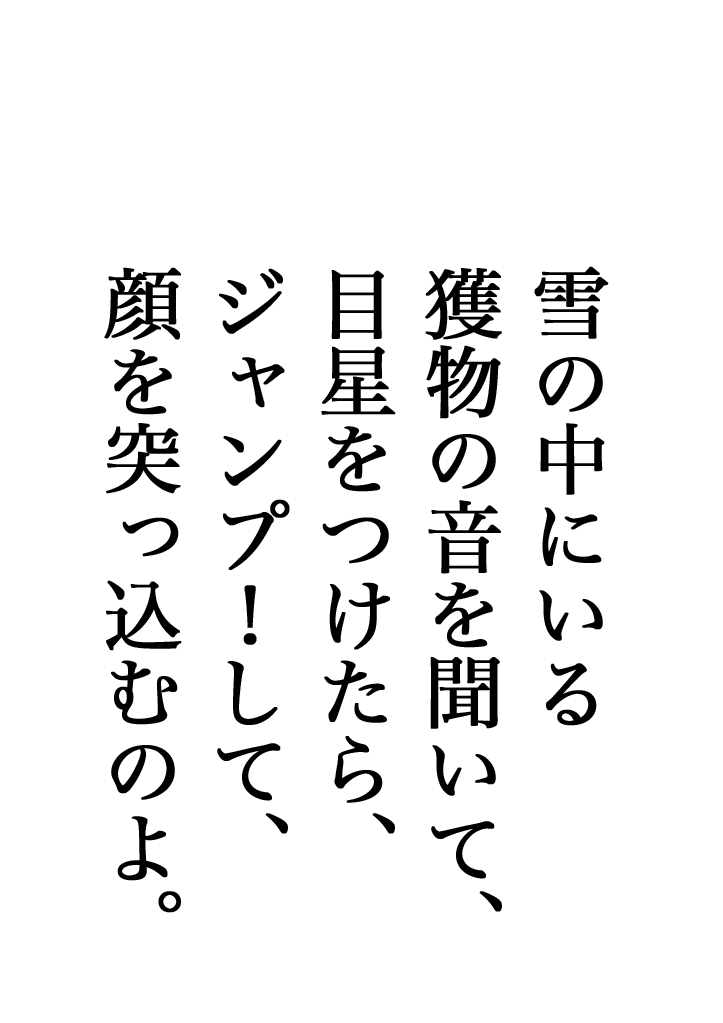 雪の中にいる
獲物の音を聞いて、
目星をつけたら、
ジャンプ！して、
顔を突っ込むのよ。